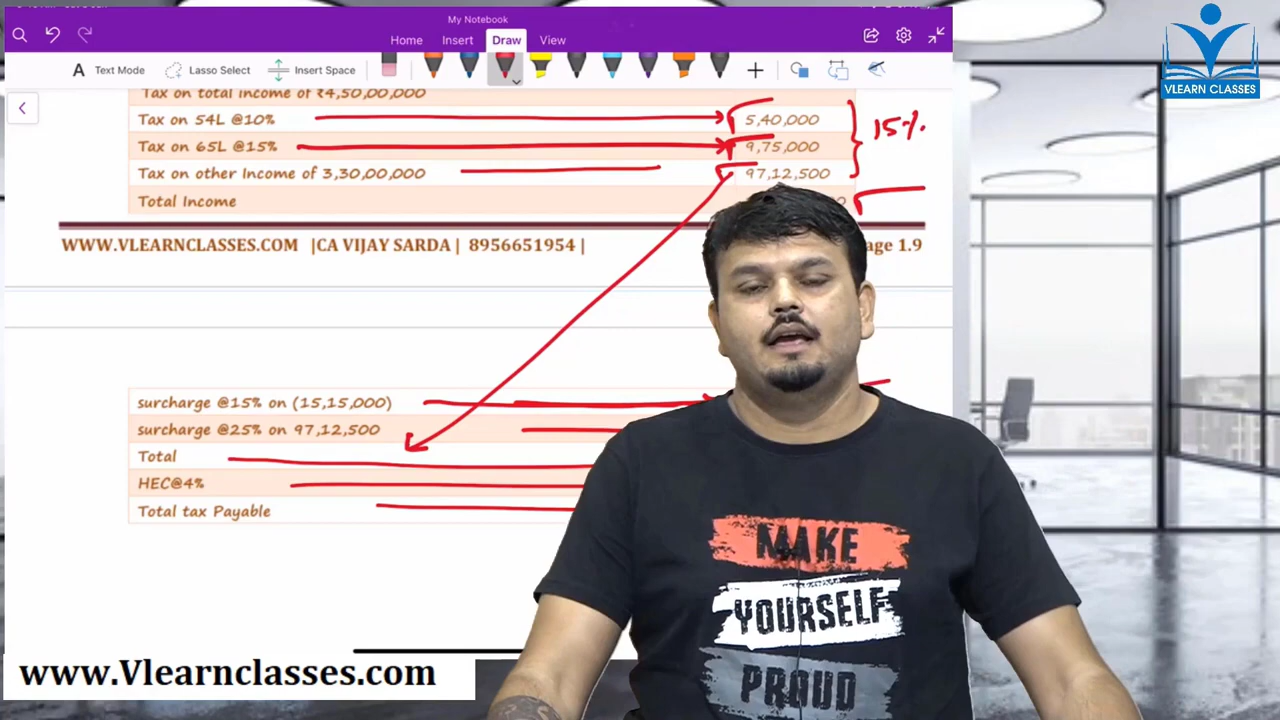 My Notebook
Home Insert Draw View
Text Mode Lasso Select Insert Space
VLEARN CLASSES
Tax on total income of ₹4,50,00,000
Tax on 54L @10% 5,40,000
Tax on 65L @15% 9,75,000
15%
Tax on other Income of 3,30,00,000 97,12,500
Total Income
WWW.VLEARNCLASSES.COM |CA VIJAY SARDA| 8956651954 | age 1.9
surcharge @15% on (15,15,000)
surcharge @25% on 97,12,500
Total
HEC@4%
Total tax Payable
MAKE
YOURSELF
PROUD
www.Vlearnclasses.com